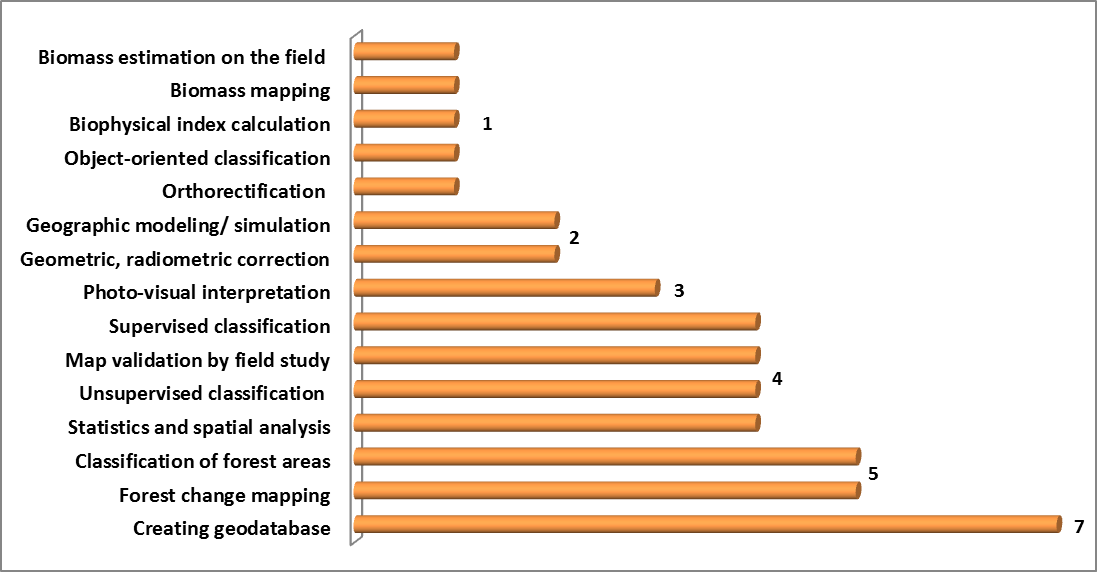 Biomass estimation on the field
Biomass mapping
Biophysical index calculation
1
Object-oriented classification
Orthorectification
Geographic modeling/ simulation
2
Geometric, radiometric correction
Photo-visual interpretation
3
Supervised classification
Map validation by field study
4
Unsupervised classification
Statistics and spatial analysis
Classification of forest areas
5
Forest change mapping
Creating geodatabase
7